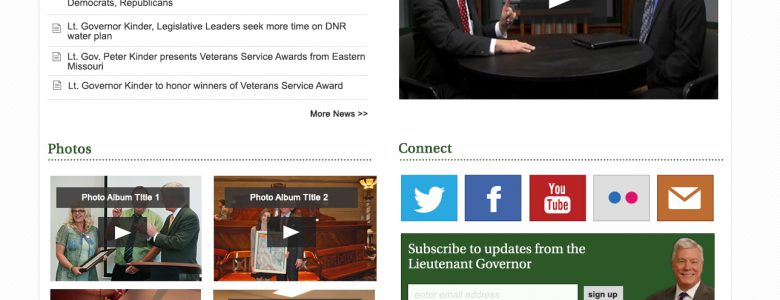 Democrats, Republicans
Lt. Governor Kinder, Legislative Leaders seek more time on DNR
water plan
Lt. Gov. Peter Kinder presents Veterans Service Awards from Eastern
Missouri
Lt. Governor Kinder to honor winners of Veterans Service Award
More News >>
Photos
Photo Album TItle 1
Photo Album TItle 2
Connect
You
Tube
Subscribe to updates from the
Lieutenant Governor
enter email address
sign up